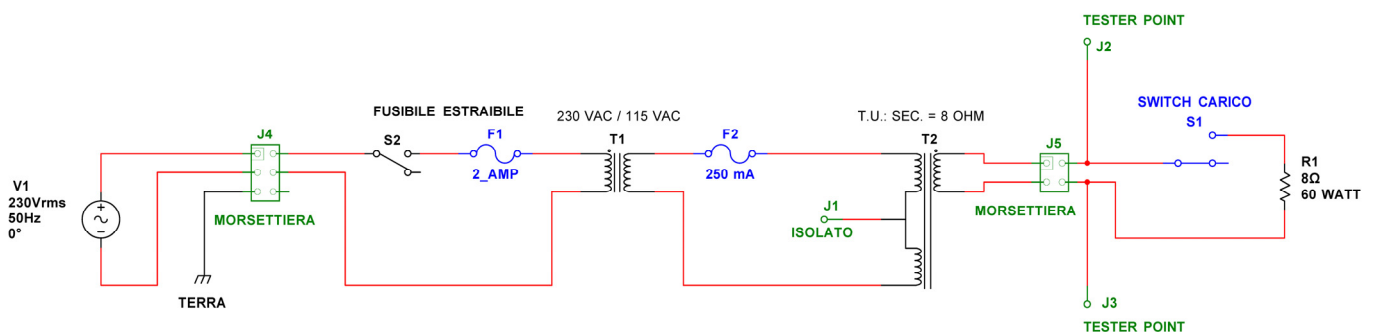 TESTER POINT
J2
FUSIBILE ESTRAIBILE
230 VAC / 115 VAC
T.U.: SEC. = 8 OHM
SWITCH CARICO
S1
J4
S2
F1
T1
F2
T2
J5
2_AMP
250 mA
R1
8Ω
60 WATT
V1
230Vrms
50Hz
0°
MORSETTIERA
J1
ISOLATO
MORSETTIERA
TERRA
J3
TESTER POINT